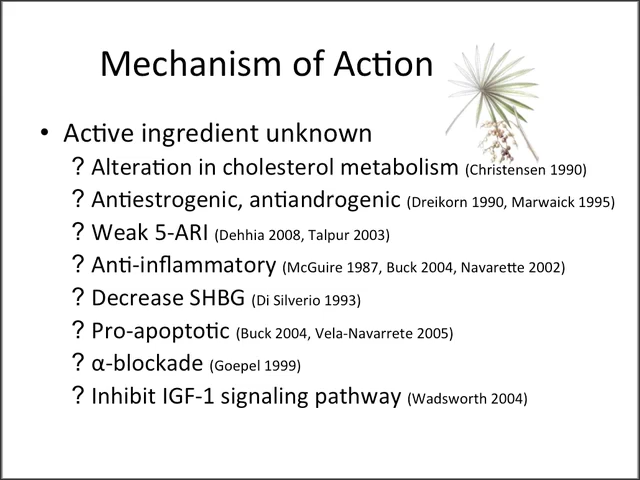 Mechanism of Action
• Active ingredient unknown
? Alteration in cholesterol metabolism (Christensen 1990)
? Antiestrogenic, antiandrogenic (Dreikorn 1990, Marwaick 1995)
? Weak 5-ARI (Dehhia 2008, Talpur 2003)
? Anti-inflammatory (McGuire 1987, Buck 2004, Navarette 2002)
? Decrease SHBG (Di Silverio 1993)
? Pro-apoptotic (Buck 2004, Vela-Navarrete 2005)
? α-blockade (Goepel 1999)
? Inhibit IGF-1 signaling pathway (Wadsworth 2004)